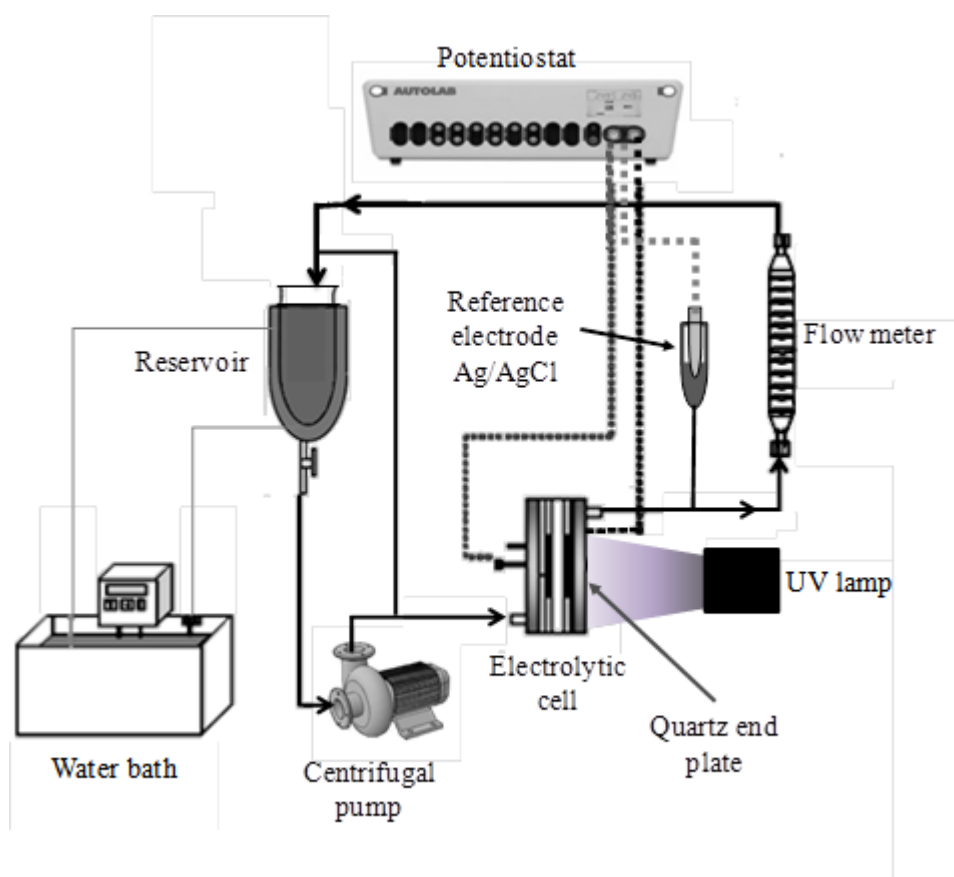 Potentiostat
AUTOLAB
Reference
electrode
Ag/AgCl
Flow meter
Reservoir
UV lamp
Electrolytic
cell
Quartz end
plate
Water bath
Centrifugal
pump